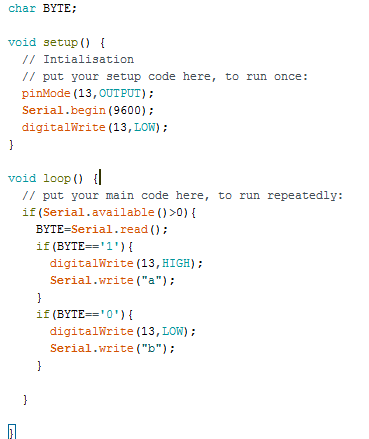 char BYTE;
void setup() {
// Intialisation
// put your setup code here, to run once:
pinMode(13,OUTPUT);
Serial.begin(9600);
digitalWrite(13,LOW);
}
void loop() {
// put your main code here, to run repeatedly:
if(Serial.available()>0){
BYTE=Serial.read();
if(BYTE=='1'){
digitalWrite(13,HIGH);
Serial.write("a");
}
if(BYTE=='0'){
digitalWrite(13,LOW);
Serial.write("b");
}
}
}